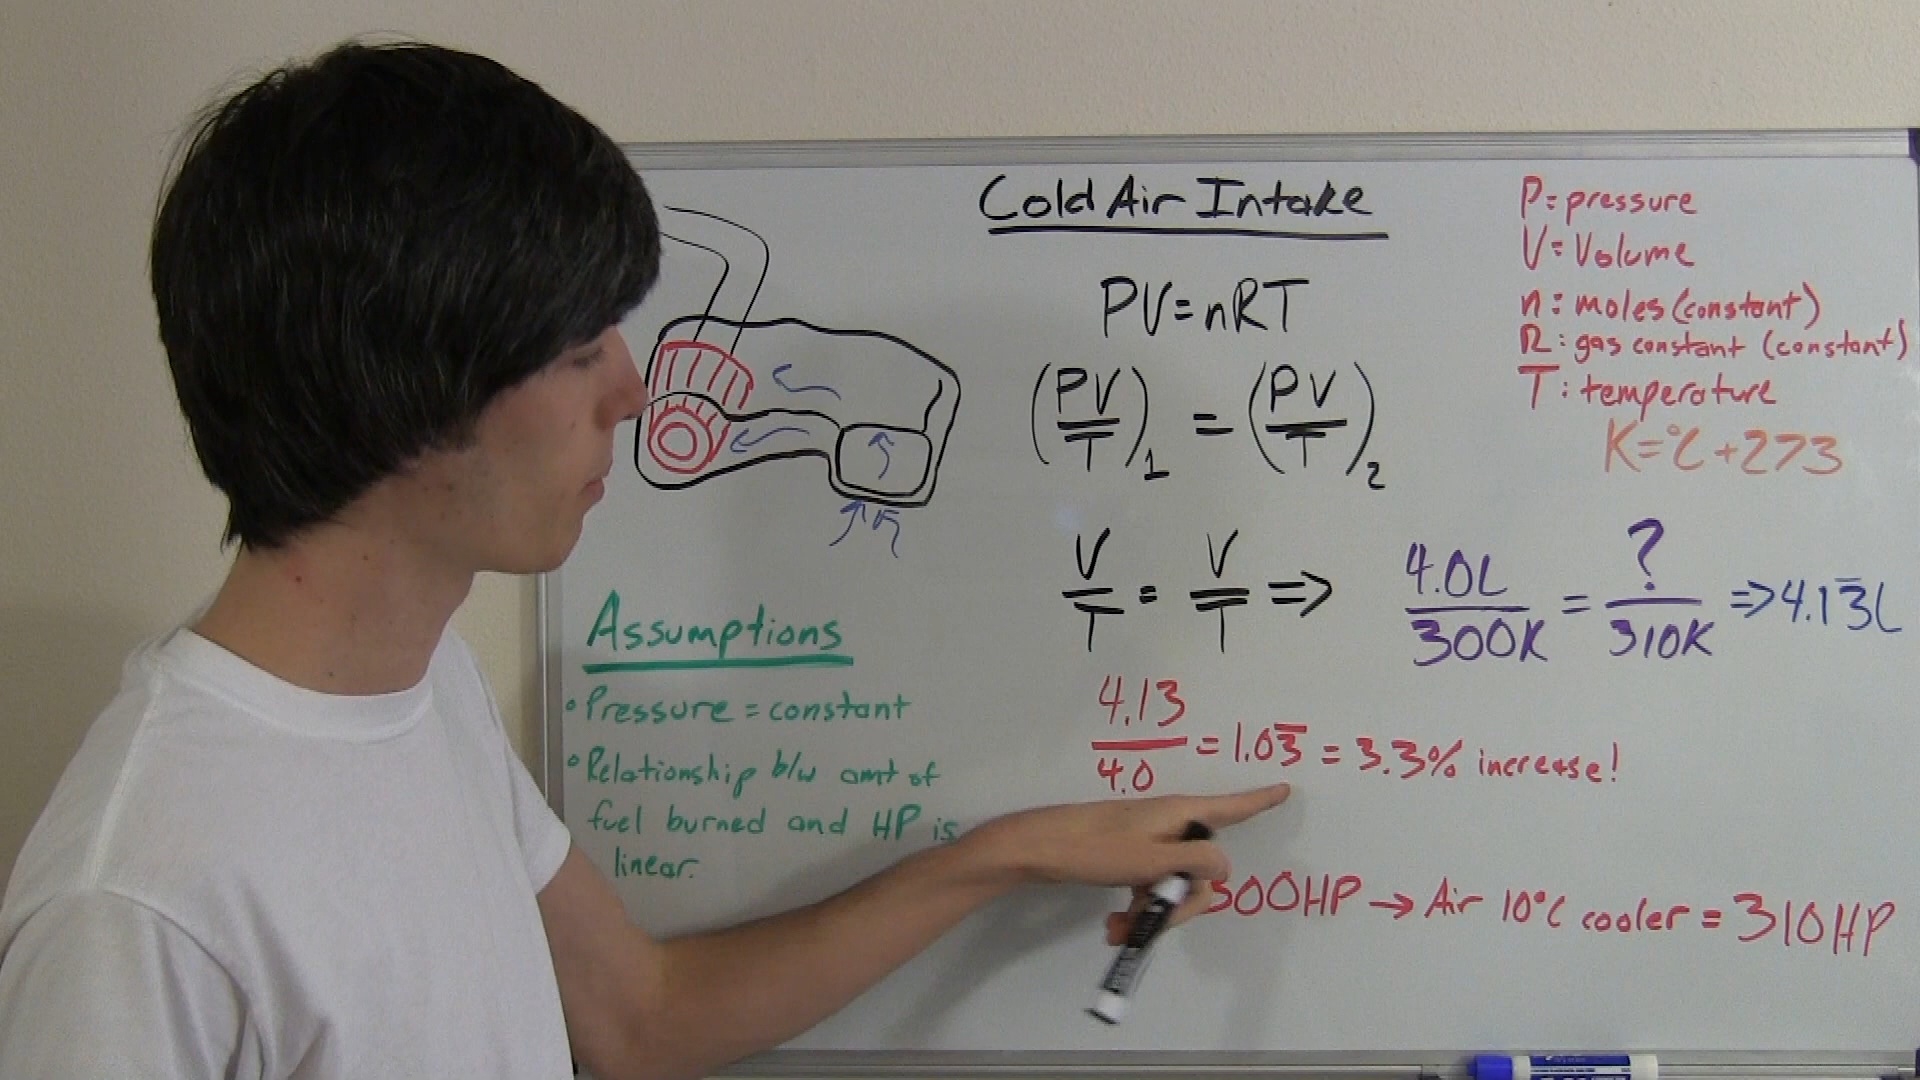 Cold Air Intake
PV=nRT
(PV/T)1 = (PV/T)2
V/T = V/T => 4.0L/300K = ?/310K => 4.13̅L
4.13/4.0 = 1.03̅ = 3.3% increase!
300HP → Air 10°C cooler = 310HP
P= pressure
V= Volume
n: moles (constant)
R: gas constant (constant)
T: temperature
K=°C+273
Assumptions
• Pressure = constant
• Relationship b/w amt of
fuel burned and HP is
linear.